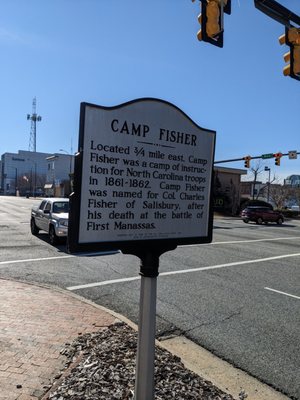 CAMP FISHER
Located ¾ mile east. Camp
Fisher was a camp of instruc-
tion for North Carolina troops
in 1861-1862. Camp Fisher
was named for Col. Charles
Fisher of Salisbury, after
his death at the battle of
First Manassas.